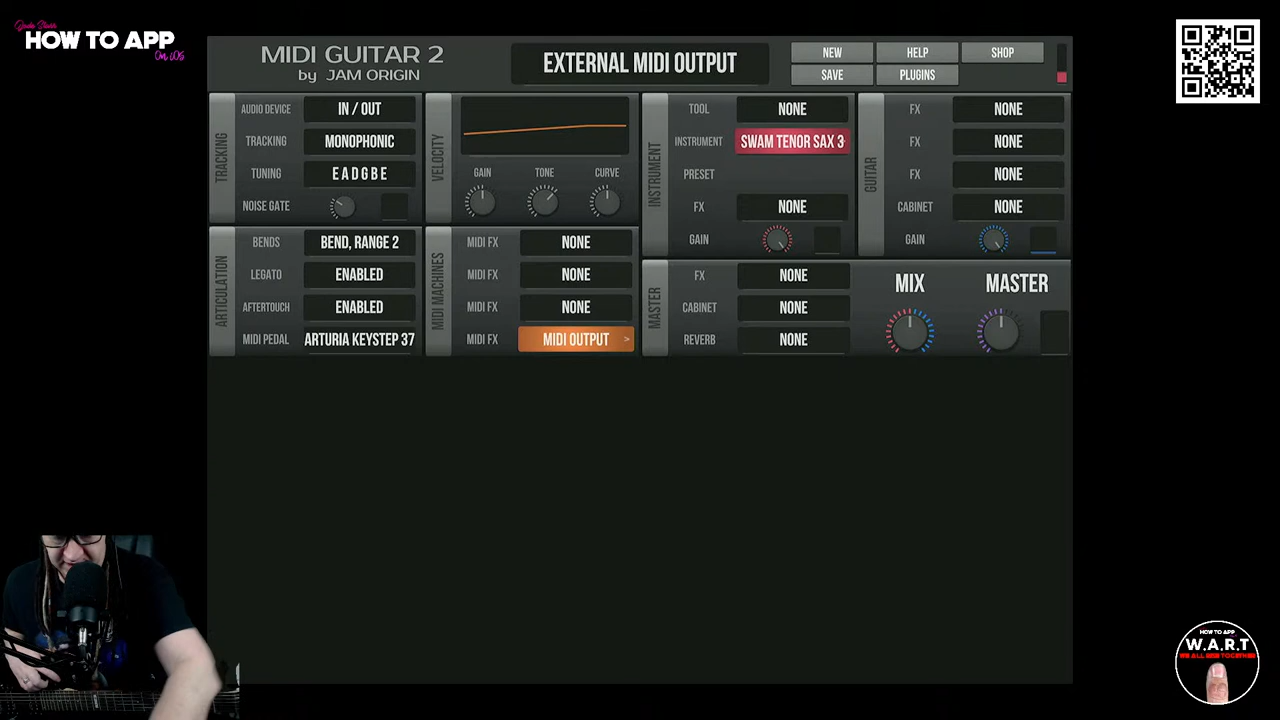 HOW TO APP
On iOS
MIDI GUITAR 2
by JAM ORIGIN
EXTERNAL MIDI OUTPUT
NEW
HELP
SHOP
SAVE
PLUGINS
TRACKING
AUDIO DEVICE
IN / OUT
TRACKING
MONOPHONIC
TUNING
E A D G B E
NOISE GATE
VELOCITY
GAIN
TONE
CURVE
INSTRUMENT
TOOL
NONE
INSTRUMENT
SWAM TENOR SAX 3
PRESET
FX
NONE
GAIN
GUITAR
FX
NONE
FX
NONE
FX
NONE
CABINET
NONE
GAIN
ARTICULATION
BENDS
BEND, RANGE 2
LEGATO
ENABLED
AFTERTOUCH
ENABLED
MIDI PEDAL
ARTURIA KEYSTEP 37
MIDI MACHINES
MIDI FX
NONE
MIDI FX
NONE
MIDI FX
NONE
MIDI FX
MIDI OUTPUT >
MASTER
FX
NONE
CABINET
NONE
REVERB
NONE
MIX
MASTER
HOW TO APP
W.A.R.T
WE ALL RISE TOGETHER